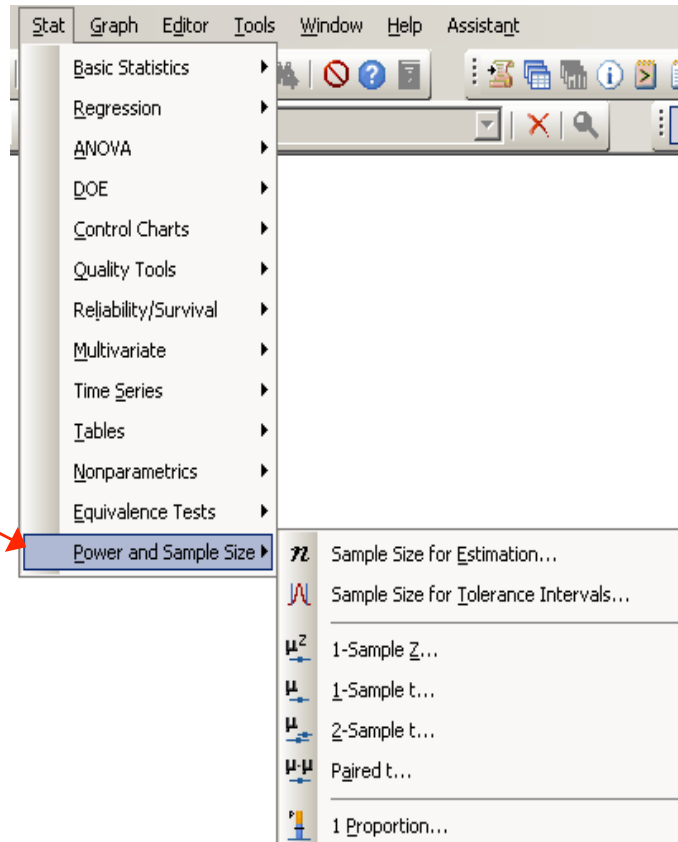 Stat Graph Editor Tools Window Help Assistant
Basic Statistics
Regression
ANOVA
DOE
Control Charts
Quality Tools
Reliability/Survival
Multivariate
Time Series
Tables
Nonparametrics
Equivalence Tests
Power and Sample Size
n Sample Size for Estimation...
Sample Size for Tolerance Intervals...
μZ 1-Sample Z...
μ 1-Sample t...
μ 2-Sample t...
μ-μ Paired t...
P 1 Proportion...